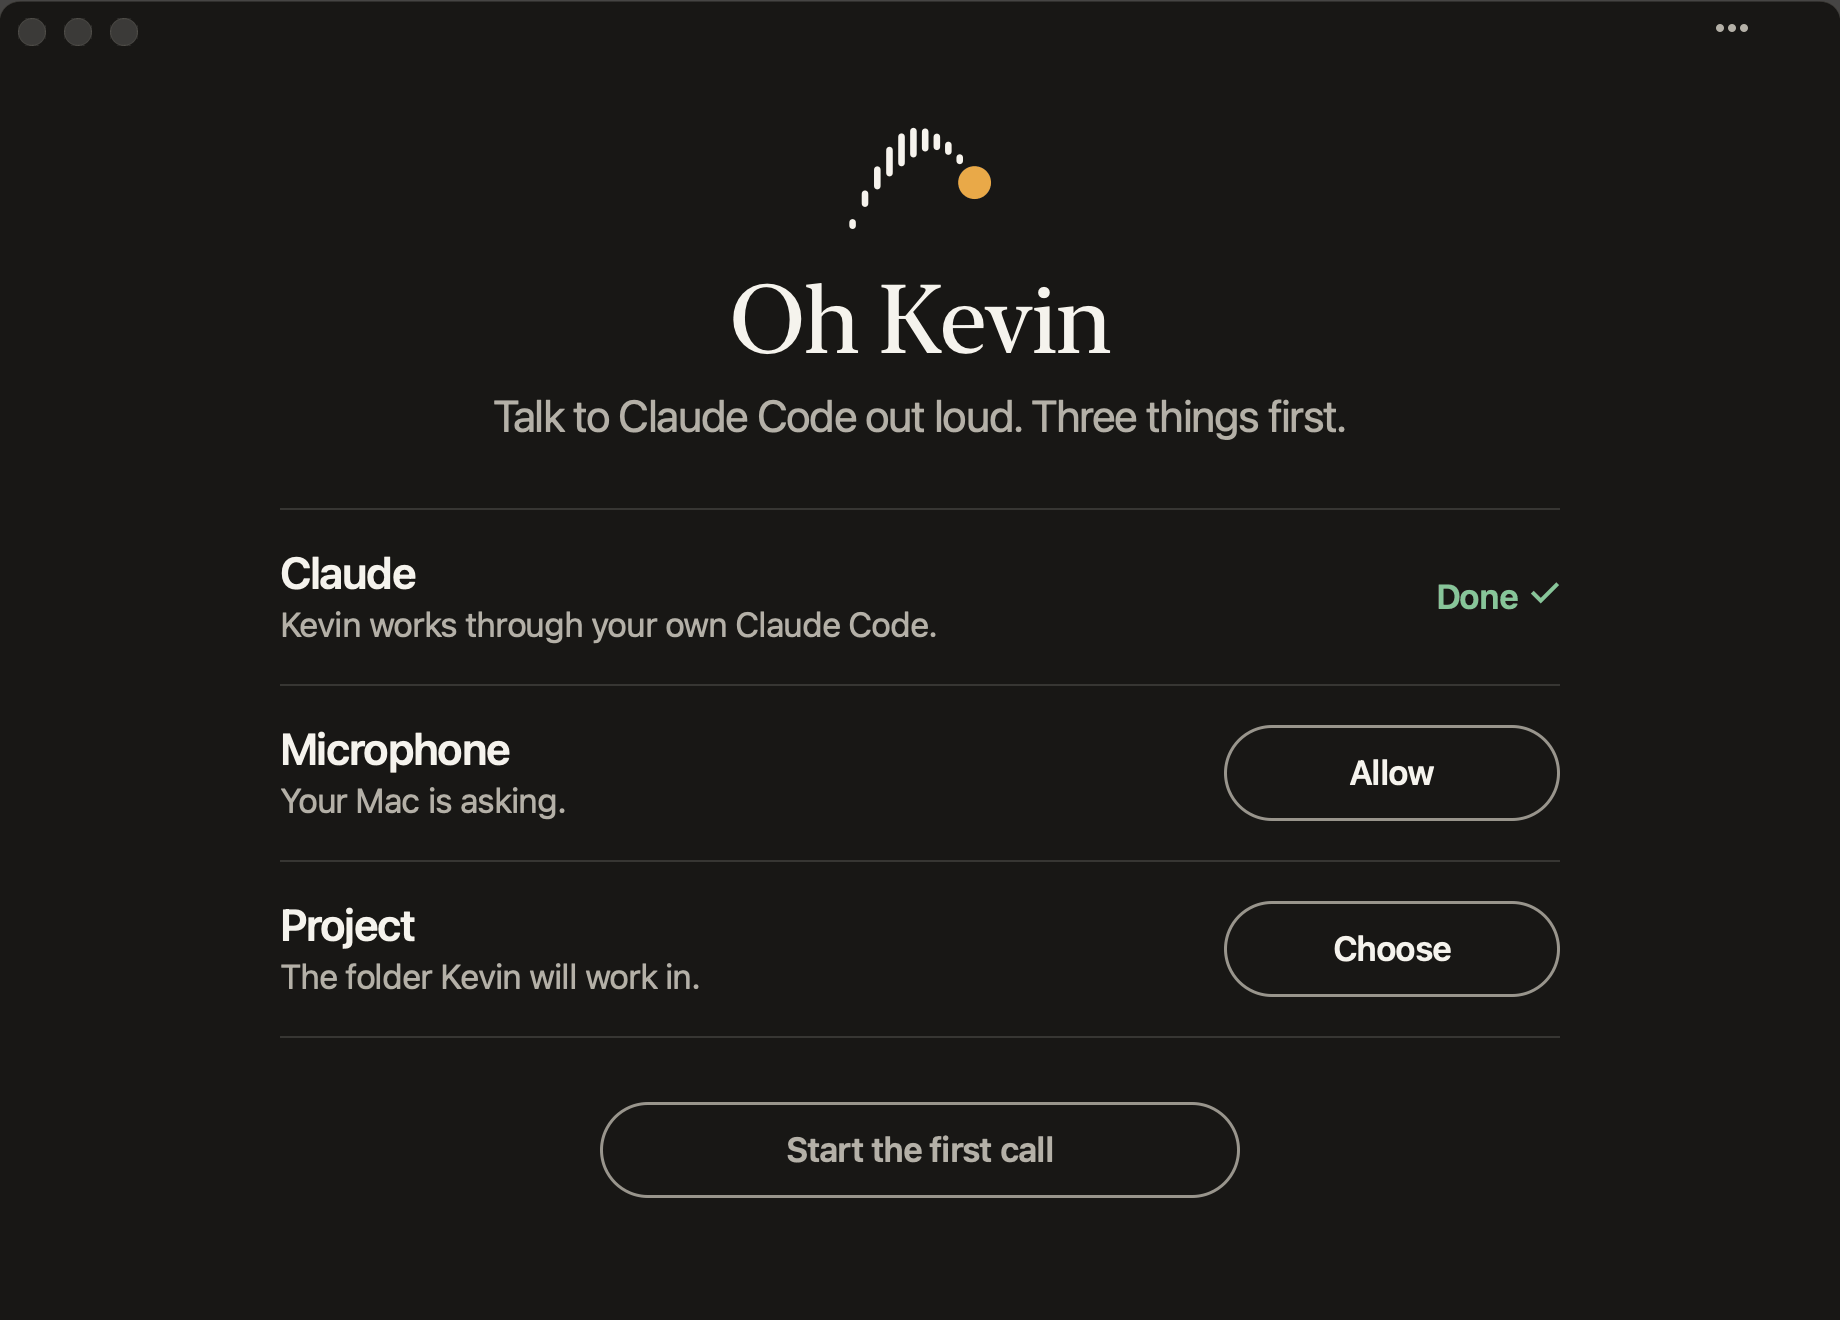 Oh Kevin
Talk to Claude Code out loud. Three things first.
Claude
Kevin works through your own Claude Code.
Done
Microphone
Your Mac is asking.
Allow
Project
The folder Kevin will work in.
Choose
Start the first call